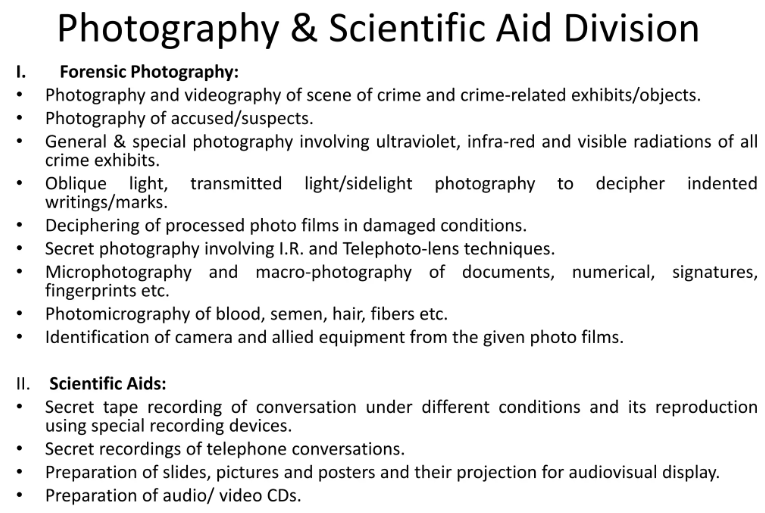 Photography & Scientific Aid Division
I. Forensic Photography:
• Photography and videography of scene of crime and crime-related exhibits/objects.
• Photography of accused/suspects.
• General & special photography involving ultraviolet, infra-red and visible radiations of all
crime exhibits.
• Oblique light, transmitted light/sidelight photography to decipher indented
writings/marks.
• Deciphering of processed photo films in damaged conditions.
• Secret photography involving I.R. and Telephoto-lens techniques.
• Microphotography and macro-photography of documents, numerical, signatures,
fingerprints etc.
• Photomicrography of blood, semen, hair, fibers etc.
• Identification of camera and allied equipment from the given photo films.
II. Scientific Aids:
• Secret tape recording of conversation under different conditions and its reproduction
using special recording devices.
• Secret recordings of telephone conversations.
• Preparation of slides, pictures and posters and their projection for audiovisual display.
• Preparation of audio/ video CDs.